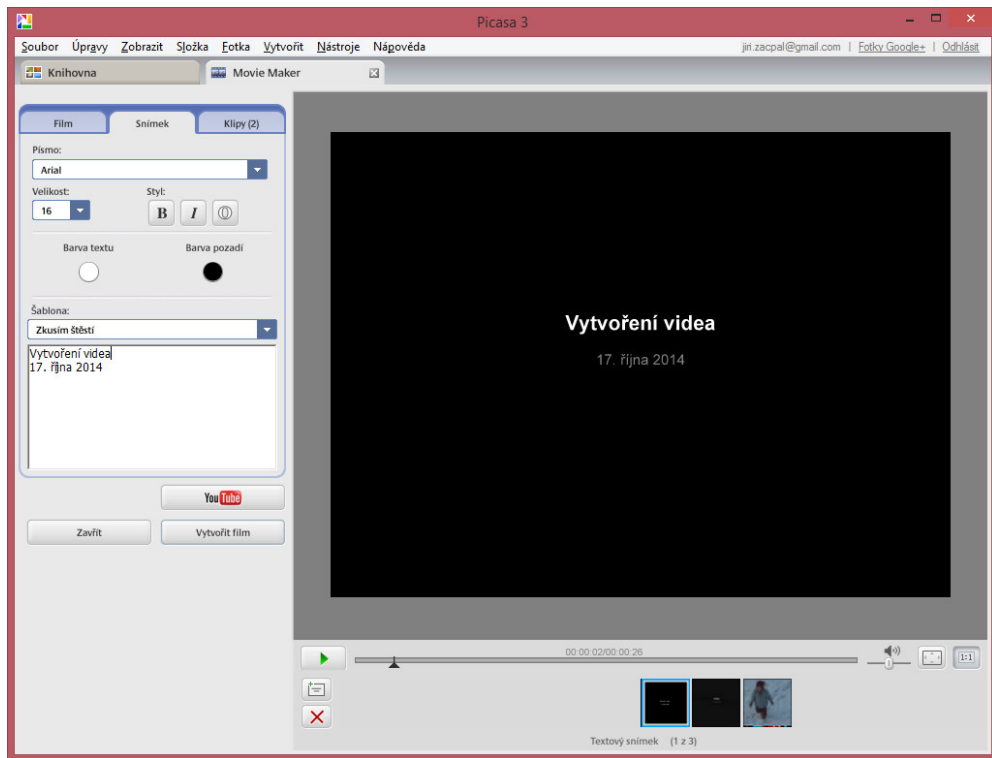 Picasa 3
Soubor Úpravy Zobrazit Složka Fotka Vytvořit Nástroje Nápověda jiri.zacpal@gmail.com | Fotky Google+ | Odhlásit
Knihovna Movie Maker
Film Snímek Klipy (2)
Písmo:
Arial
Velikost: Styl:
16 B I O
Barva textu Barva pozadí
Šablona:
Zkusím štěstí
Vytvoření videa
17. října 2014
You Tube
Zavřít Vytvořit film
Vytvoření videa
17. října 2014
00:00:02/00:00:26
1:1
Textový snímek (1 z 3)